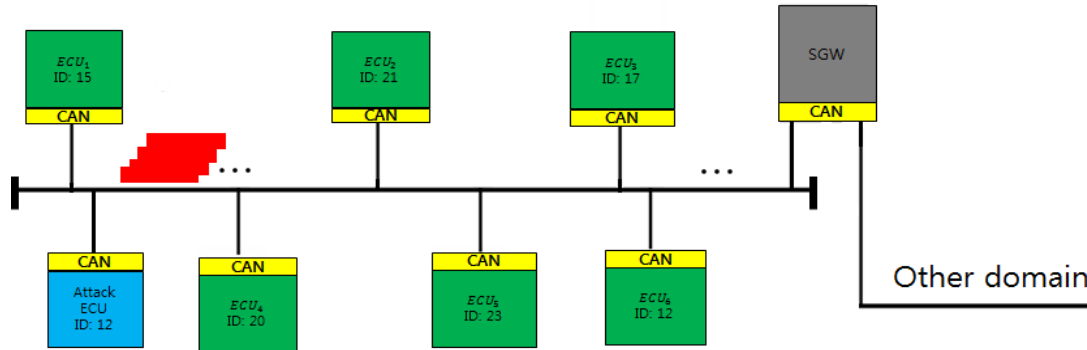 ECU₁
ID: 15
CAN
ECU₂
ID: 21
CAN
ECU₃
ID: 17
CAN
SGW
CAN
...
...
CAN
Attack
ECU
ID: 12
CAN
ECU₄
ID: 20
CAN
ECU₅
ID: 23
CAN
ECU₆
ID: 12
Other domain